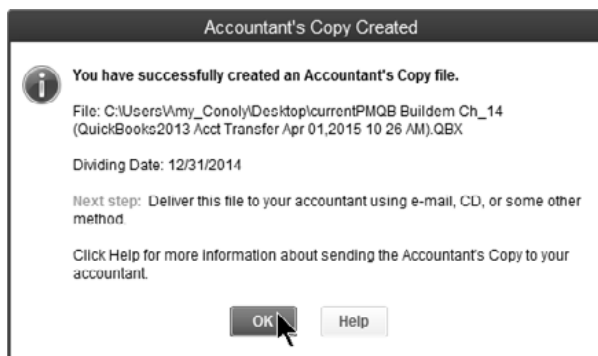 Accountant's Copy Created
You have successfully created an Accountant's Copy file.
File: C:\Users\Amy_Conoly\Desktop\currentPMQB Buildem Ch_14
(QuickBooks2013 Acct Transfer Apr 01,2015 10 26 AM).QBX
Dividing Date: 12/31/2014
Next step: Deliver this file to your accountant using e-mail, CD, or some other
method.
Click Help for more information about sending the Accountant's Copy to your
accountant.
OK Help